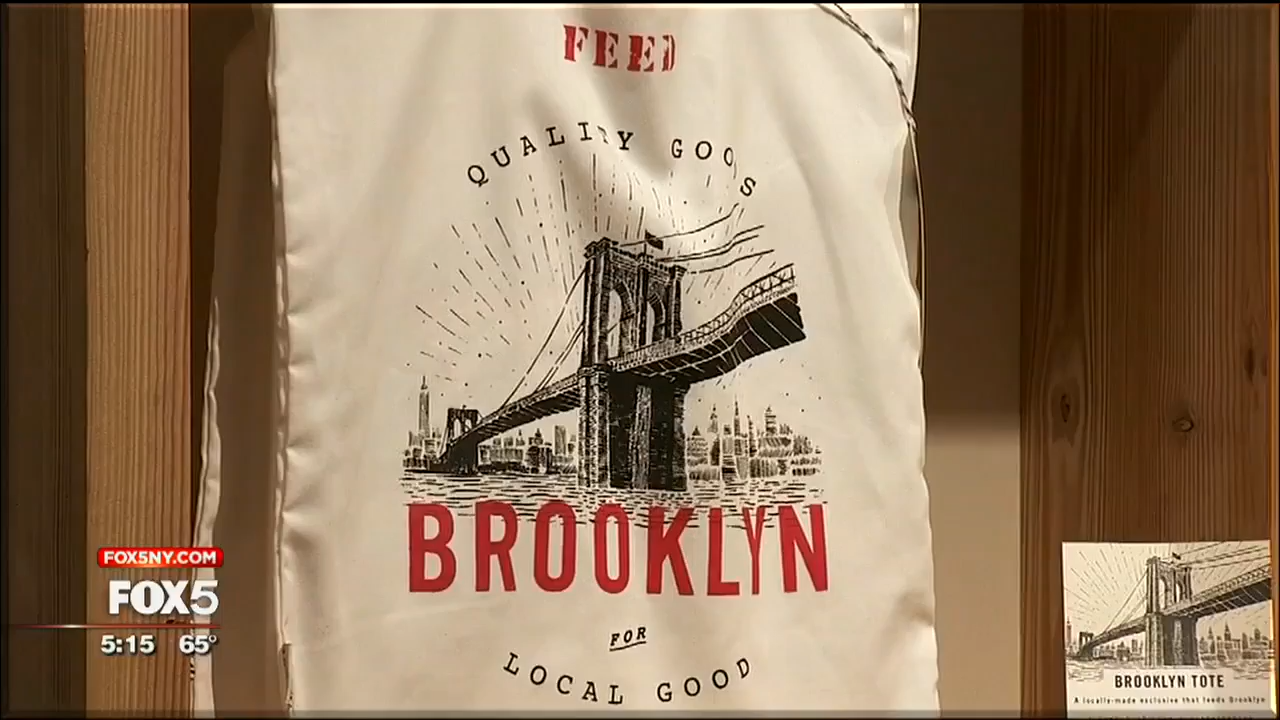 FEED
QUALITY GOODS
BROOKLYN
FOR
LOCAL GOOD
FOX5NY.COM
FOX5
5:15 65°
BROOKLYN TOTE
A locally-made exclusive that feeds Brooklyn